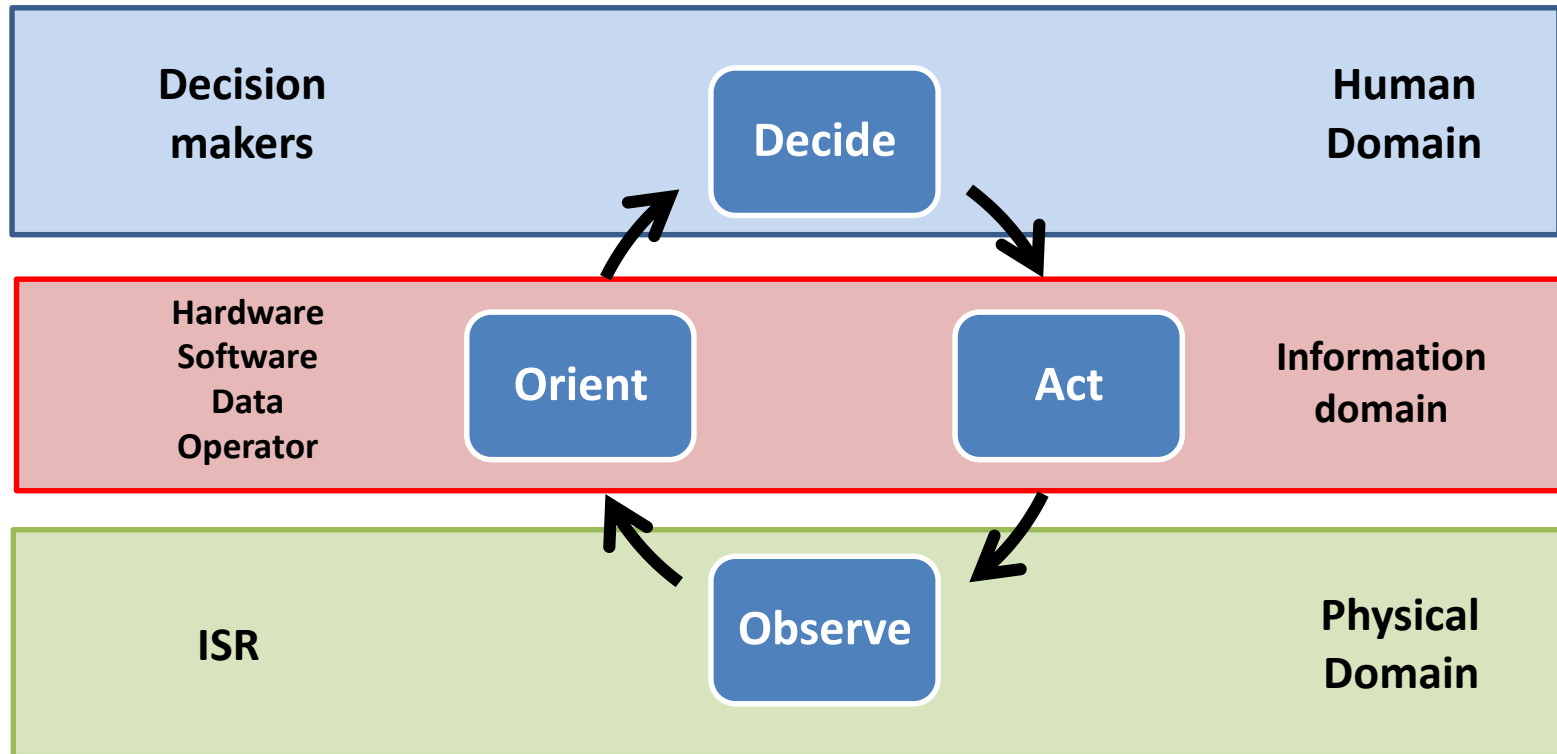 Decision
makers
Decide
Human
Domain
Hardware
Software
Data
Operator
Orient
Act
Information
domain
ISR
Observe
Physical
Domain